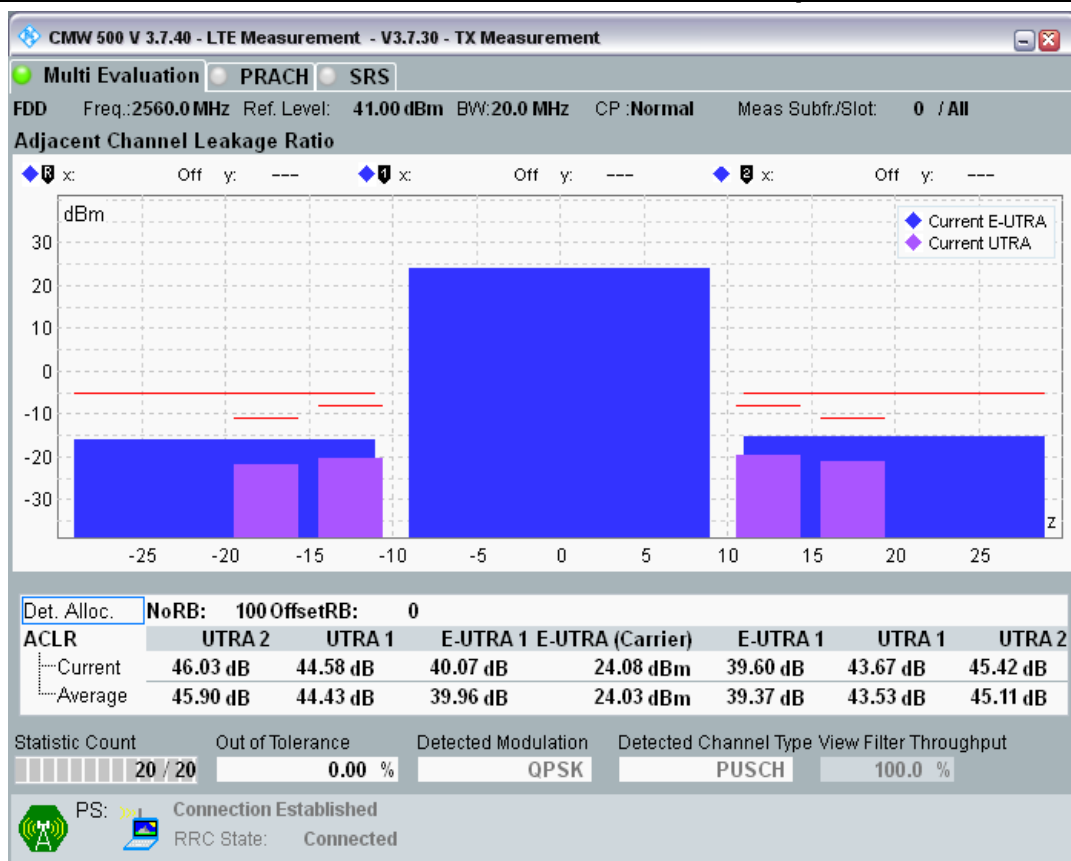 CMW 500 V 3.7.40 - LTE Measurement - V3.7.30 - TX Measurement
Multi Evaluation PRACH SRS
FDD Freq.:2560.0 MHz Ref. Level: 41.00 dBm BW:20.0 MHz CP :Normal Meas Subfr./Slot: 0 / All
Adjacent Channel Leakage Ratio
R x: Off y: --- 1 x: Off y: --- 2 x: Off y: ---
dBm
Current E-UTRA
Current UTRA
30
20
10
0
-10
-20
-30
z
-25 -20 -15 -10 -5 0 5 10 15 20 25
Det. Alloc. NoRB: 100 OffsetRB: 0
ACLR UTRA 2 UTRA 1 E-UTRA 1 E-UTRA (Carrier) E-UTRA 1 UTRA 1 UTRA 2
Current 46.03 dB 44.58 dB 40.07 dB 24.08 dBm 39.60 dB 43.67 dB 45.42 dB
Average 45.90 dB 44.43 dB 39.96 dB 24.03 dBm 39.37 dB 43.53 dB 45.11 dB
Statistic Count Out of Tolerance Detected Modulation Detected Channel Type View Filter Throughput
20 / 20 0.00 % QPSK PUSCH 100.0 %
PS: Connection Established
RRC State: Connected